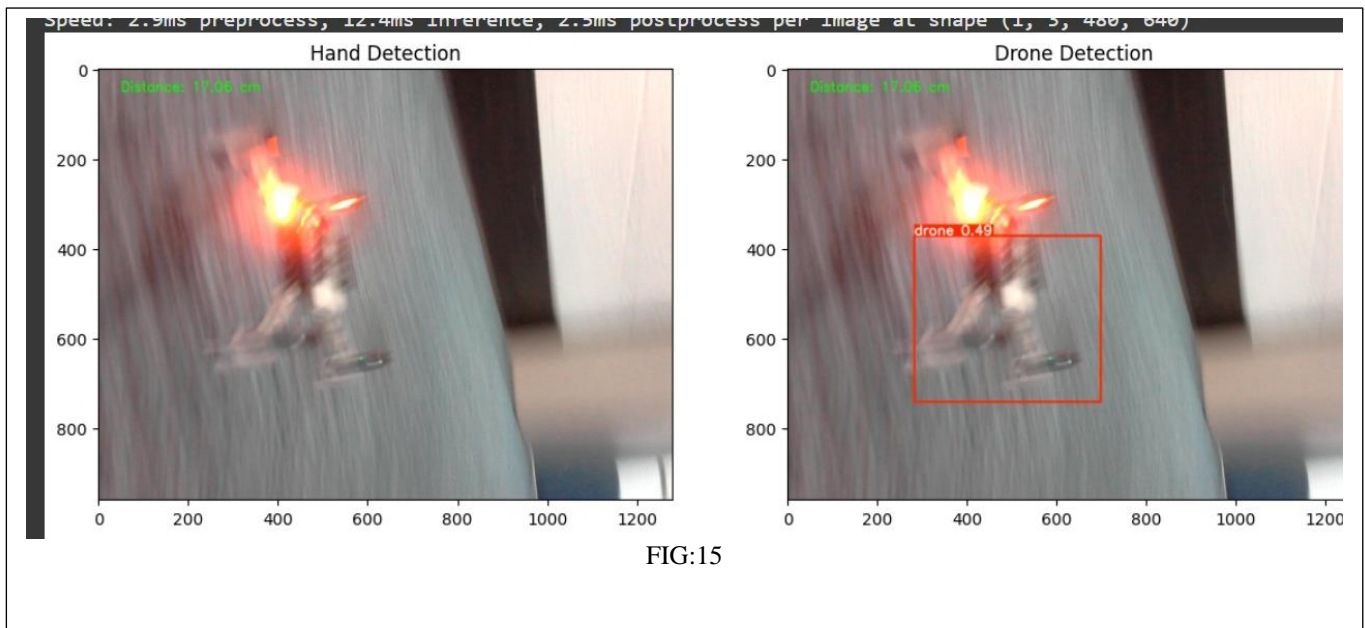 Speed: 2.9ms preprocess, 12.4ms inference, 2.5ms postprocess per image at shape (1, 3, 480, 640)
Hand Detection
Drone Detection
0
200
400
600
800
0 200 400 600 800 1000 1200
Distance: 17.06 cm
0
200
400
600
800
0 200 400 600 800 1000 1200
Distance: 17.06 cm
drone 0.49
FIG:15